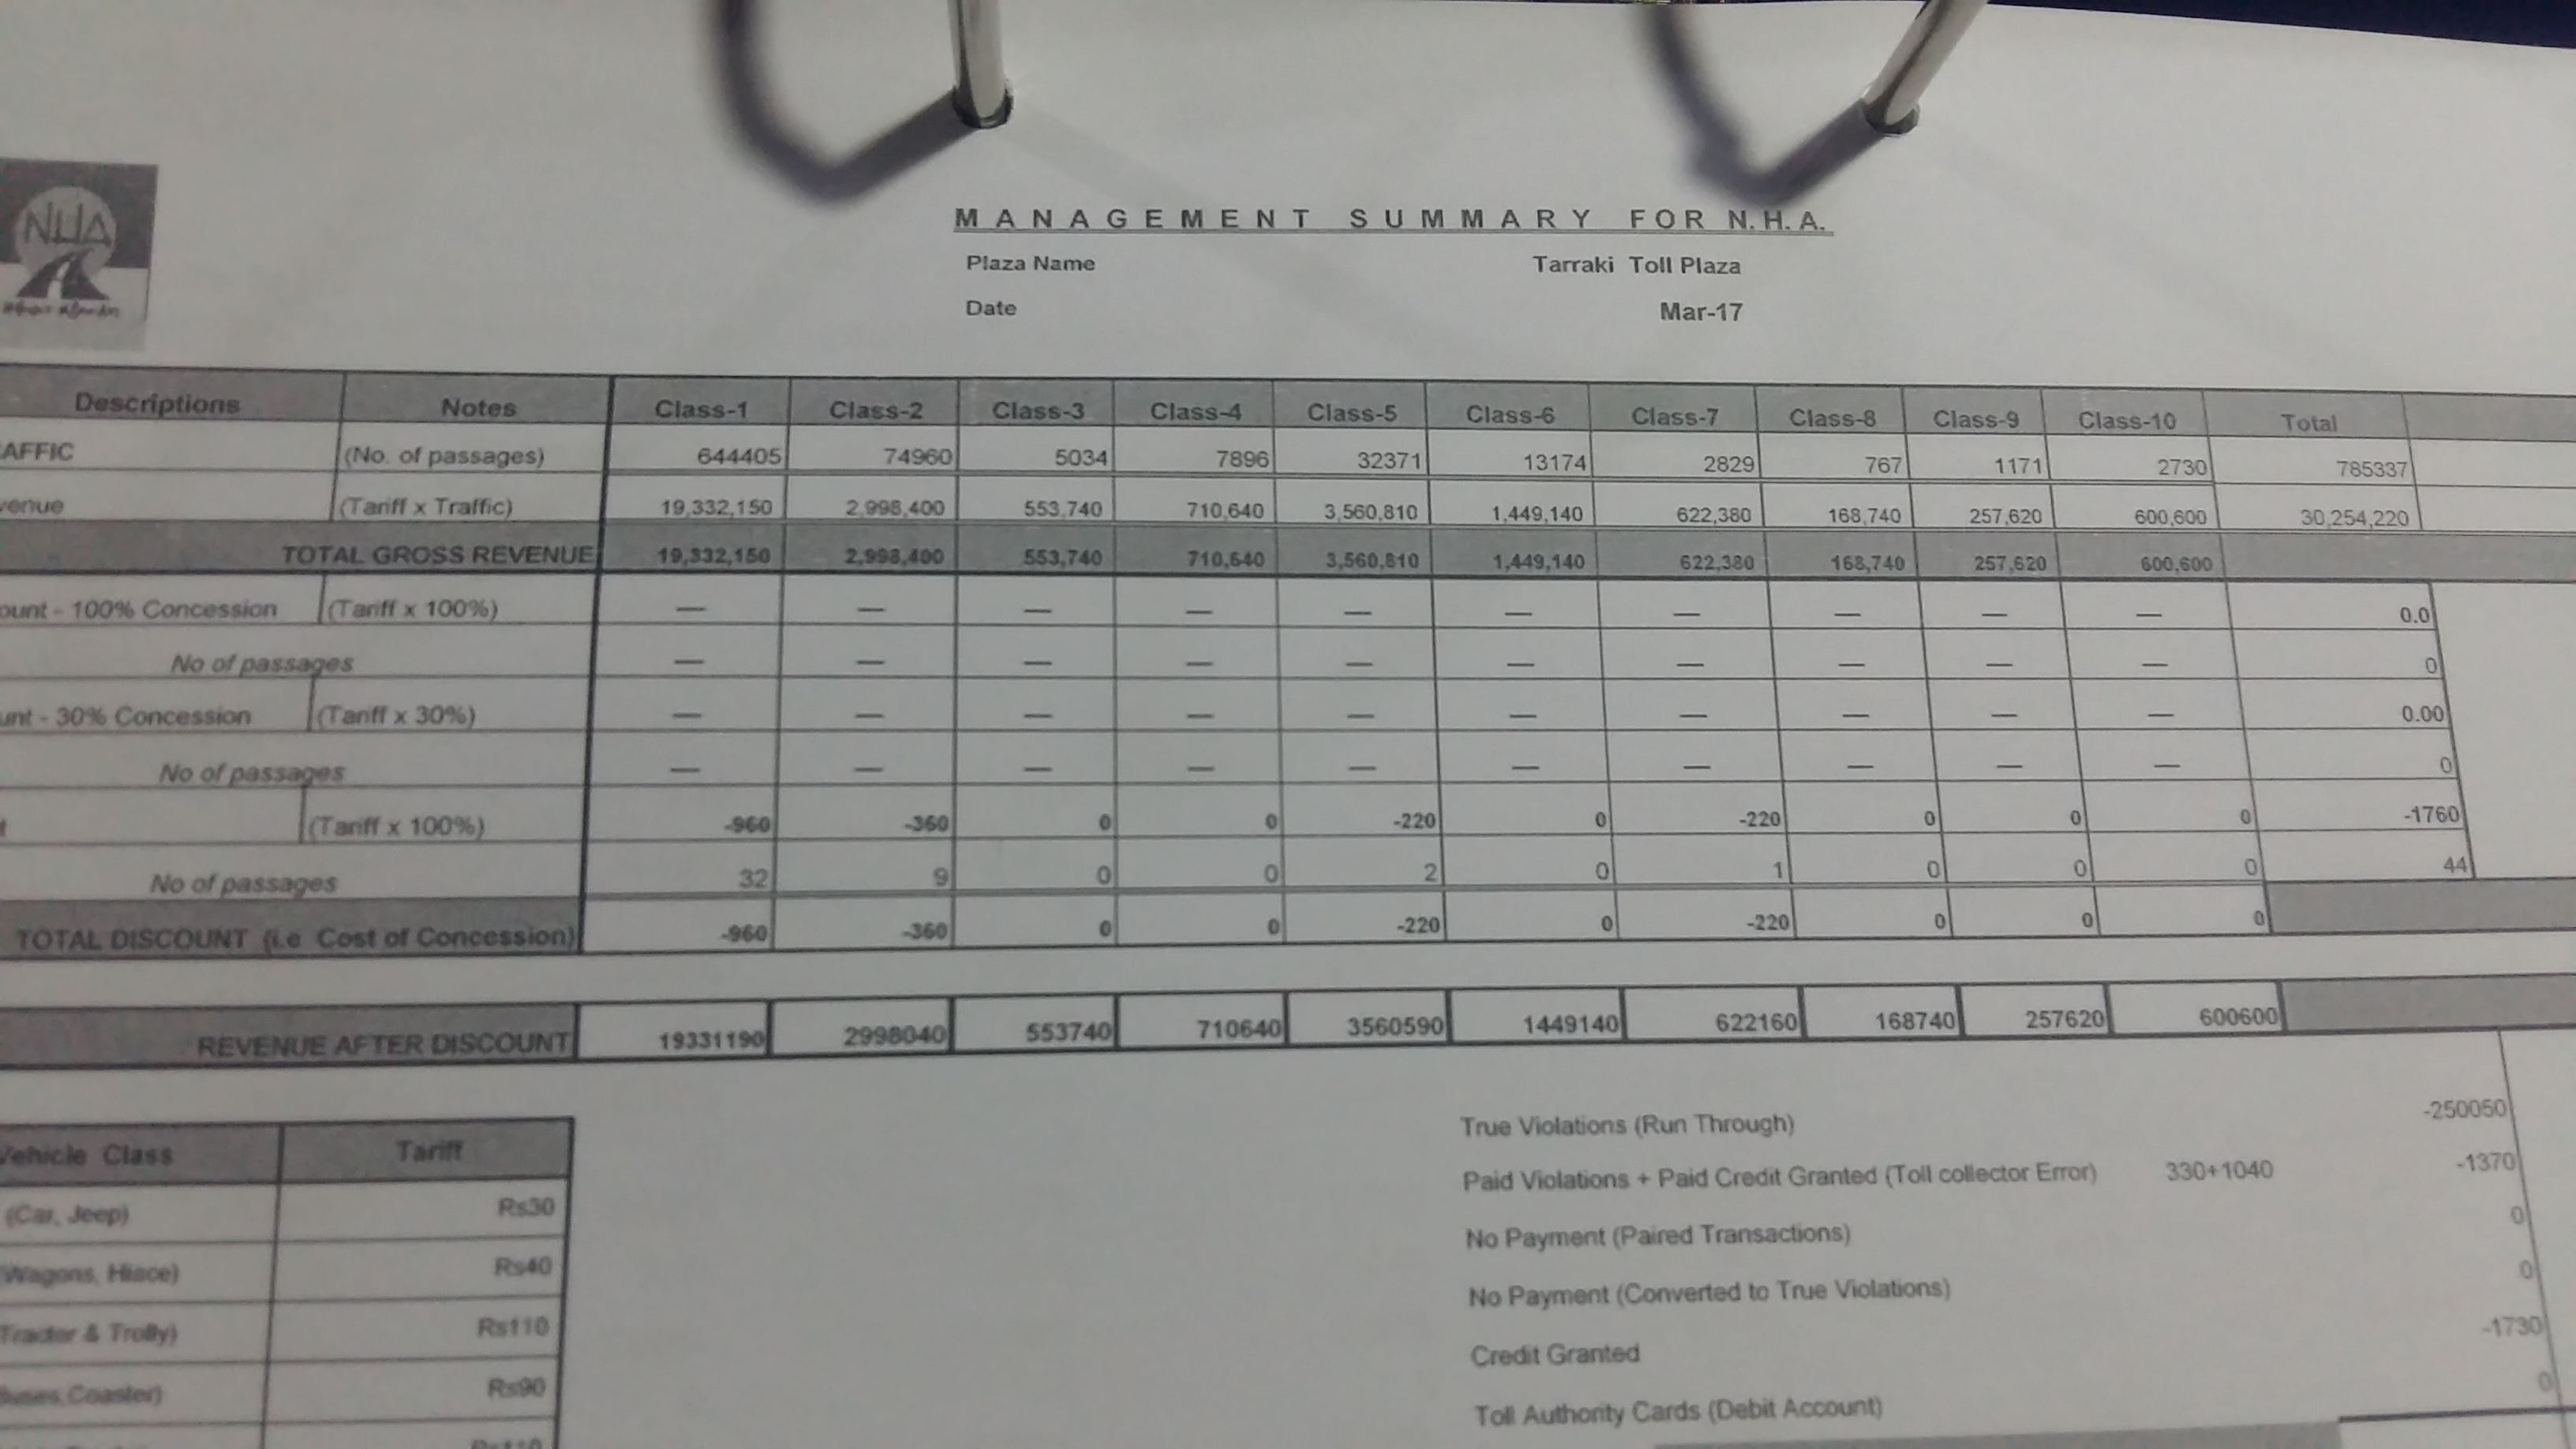 NHA
MANAGEMENT SUMMARY FOR N.H.A.
Plaza Name Tarraki Toll Plaza
Date Mar-17
Descriptions Notes Class-1 Class-2 Class-3 Class-4 Class-5 Class-6 Class-7 Class-8 Class-9 Class-10 Total
AFFIC (No. of passages) 644405 74960 5034 7896 32371 13174 2829 767 1171 2730 785337
venue (Tariff x Traffic) 19,332,150 2,998,400 553,740 710,640 3,560,810 1,449,140 622,380 168,740 257,620 600,600 30,254,220
TOTAL GROSS REVENUE 19,332,150 2,998,400 553,740 710,640 3,560,810 1,449,140 622,380 168,740 257,620 600,600
ount - 100% Concession (Tariff x 100%) — — — — — — — — — — 0.0
No of passages — — — — — — — — — — 0
unt - 30% Concession (Tariff x 30%) — — — — — — — — — — 0.00
No of passages — — — — — — — — — — 0
t (Tariff x 100%) -960 -360 0 0 -220 0 -220 0 0 0 -1760
No of passages 32 9 0 0 2 0 1 0 0 0 44
TOTAL DISCOUNT (i.e Cost of Concession) -960 -360 0 0 -220 0 -220 0 0 0
REVENUE AFTER DISCOUNT 19331190 2998040 553740 710640 3560590 1449140 622160 168740 257620 600600
Vehicle Class Tariff
(Car, Jeep) Rs30
Wagons, Hiace) Rs40
Tractor & Trolly) Rs110
Buses, Coaster) Rs90
Rs110
True Violations (Run Through) -250050
Paid Violations + Paid Credit Granted (Toll collector Error) 330+1040 -1370
No Payment (Paired Transactions) 0
No Payment (Converted to True Violations) 0
Credit Granted -1730
Toll Authority Cards (Debit Account) 0